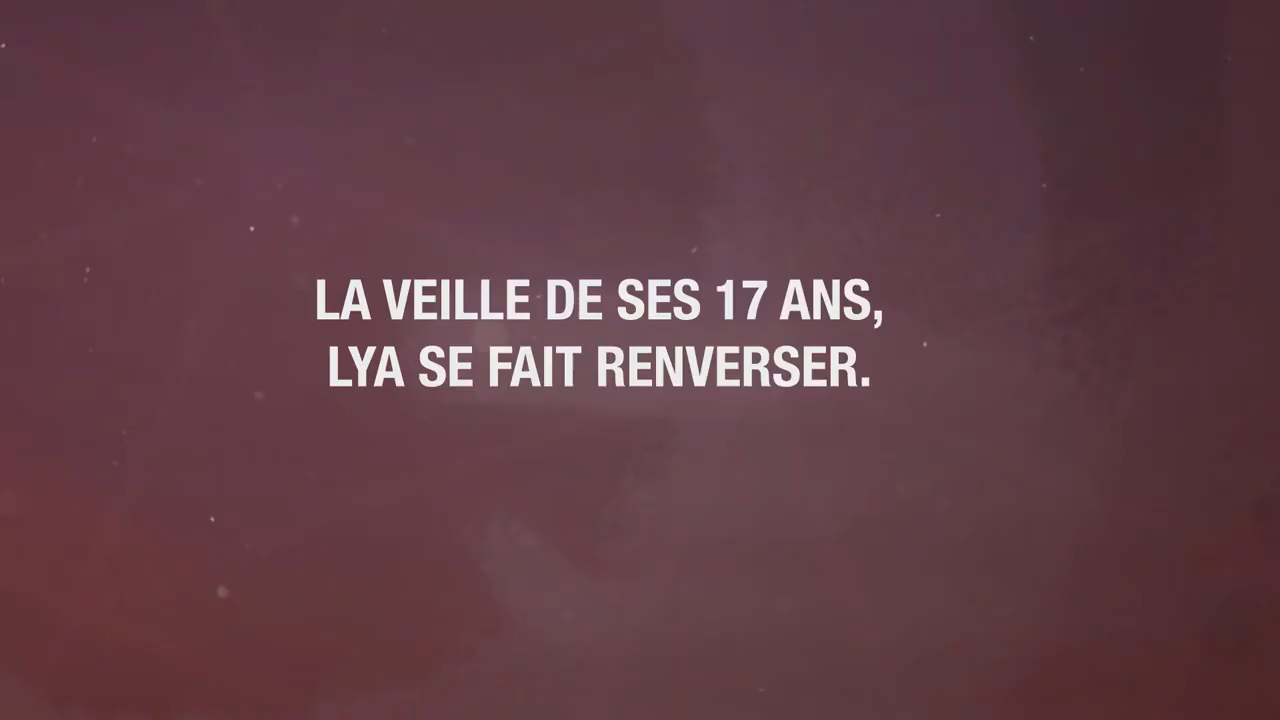 LA VEILLE DE SES 17 ANS,
LYA SE FAIT RENVERSER.